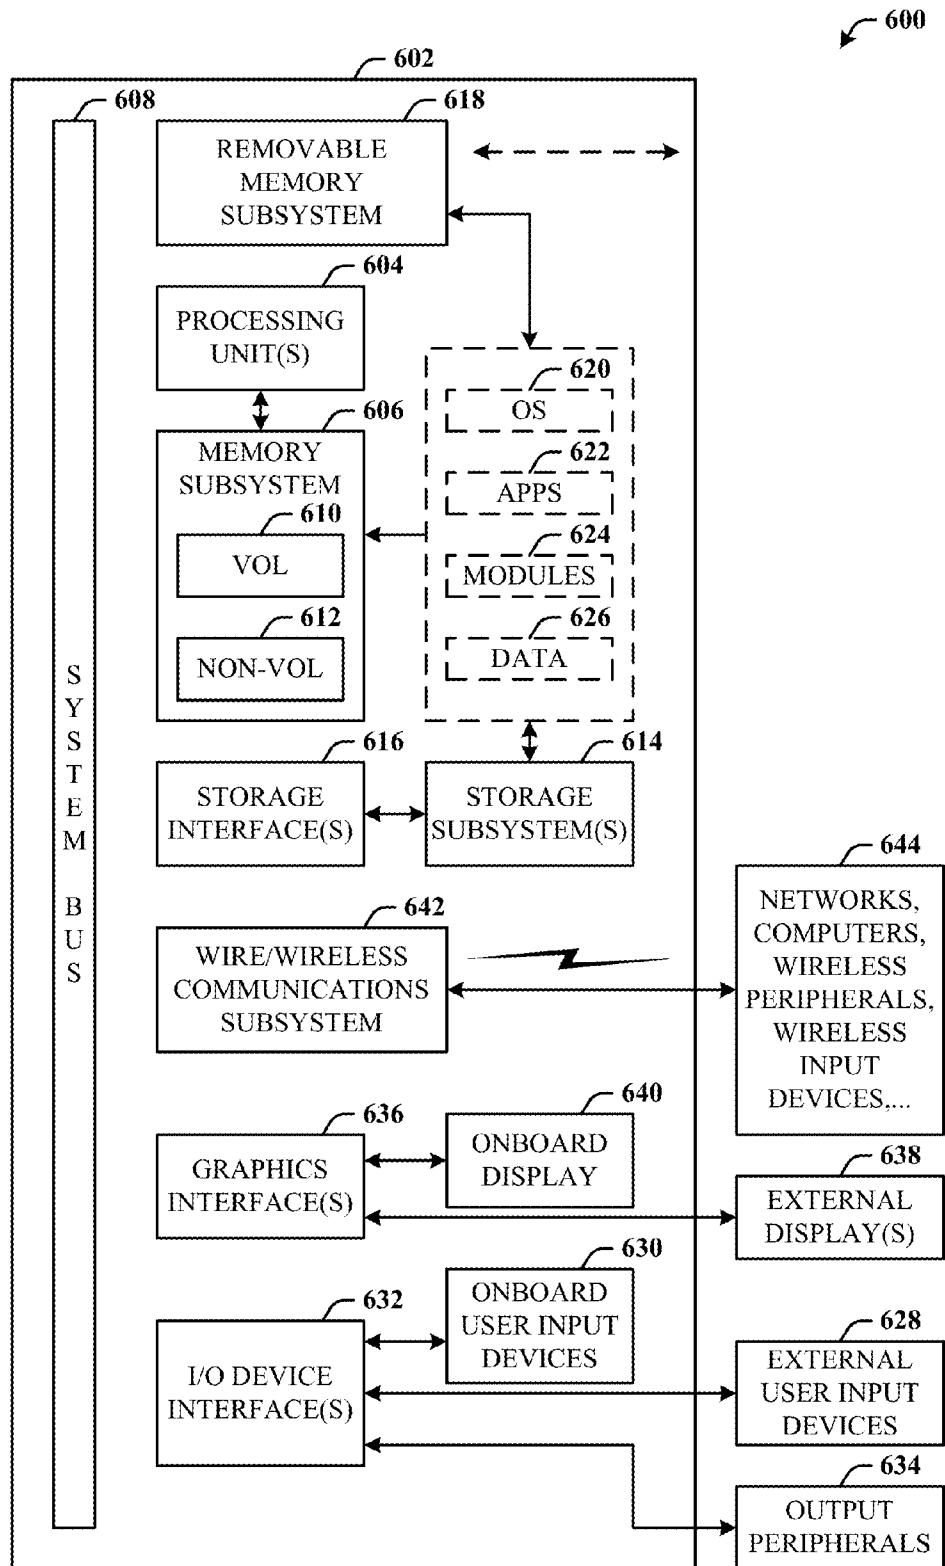 600
602
608
618
REMOVABLE
MEMORY
SUBSYSTEM
604
PROCESSING
UNIT(S)
606
MEMORY
SUBSYSTEM
610
VOL
612
NON-VOL
620
OS
622
APPS
624
MODULES
626
DATA
SYSTEM BUS
616
STORAGE
INTERFACE(S)
614
STORAGE
SUBSYSTEM(S)
642
WIRE/WIRELESS
COMMUNICATIONS
SUBSYSTEM
644
NETWORKS,
COMPUTERS,
WIRELESS
PERIPHERALS,
WIRELESS
INPUT
DEVICES,...
636
GRAPHICS
INTERFACE(S)
640
ONBOARD
DISPLAY
638
EXTERNAL
DISPLAY(S)
632
I/O DEVICE
INTERFACE(S)
630
ONBOARD
USER INPUT
DEVICES
628
EXTERNAL
USER INPUT
DEVICES
634
OUTPUT
PERIPHERALS